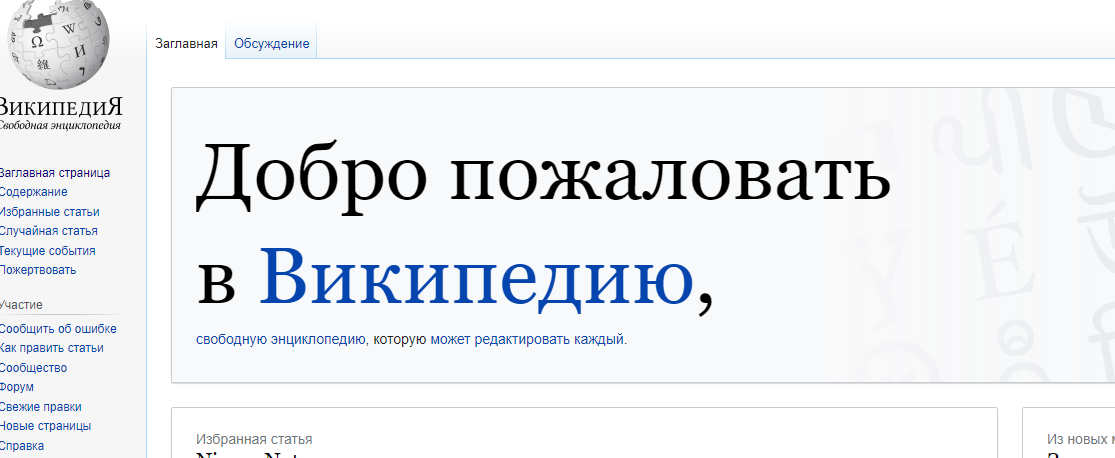 ВикипедиЯ
Свободная энциклопедия
Заглавная страница
Содержание
Избранные статьи
Случайная статья
Текущие события
Пожертвовать
Участие
Сообщить об ошибке
Как править статьи
Сообщество
Форум
Свежие правки
Новые страницы
Справка
Заглавная
Обсуждение
Добро пожаловать
в Википедию,
свободную энциклопедию, которую может редактировать каждый.
Избранная статья
Из новых